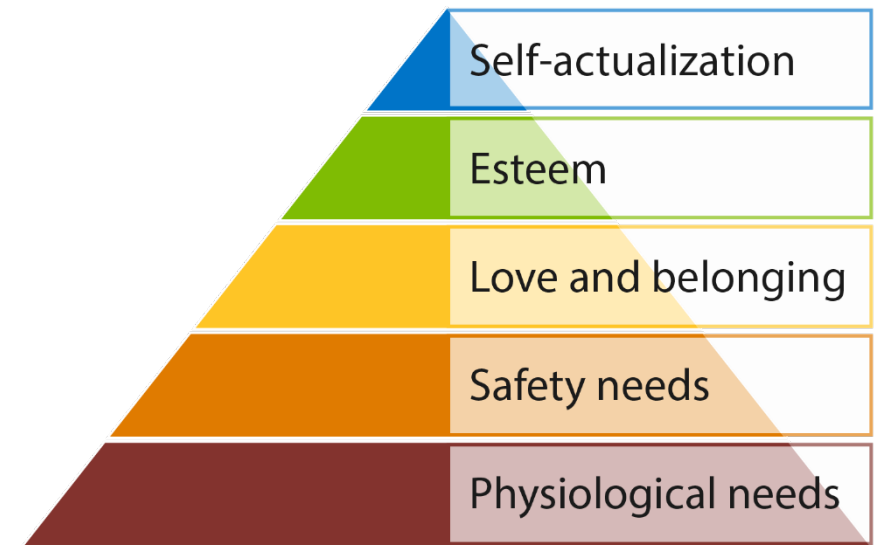 Self-actualization
Esteem
Love and belonging
Safety needs
Physiological needs